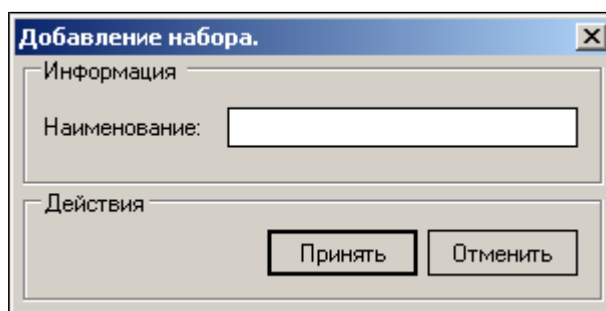 Добавление набора.
Информация
Наименование:
Действия
Принять Отменить